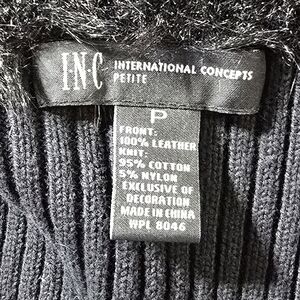 I·N·C INTERNATIONAL CONCEPTS
PETITE
P
FRONT:
100% LEATHER
KNIT:
95% COTTON
5% NYLON
EXCLUSIVE OF
DECORATION
MADE IN CHINA
WPL 8046